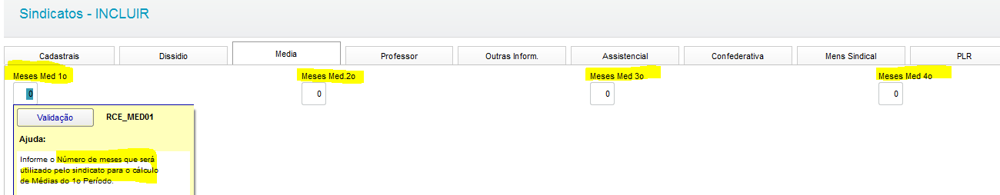 Sindicatos - INCLUIR
Cadastrais Dissidio Media Professor Outras Inform. Assistencial Confederativa Mens Sindical PLR
Meses Med 1o Meses Med.2o Meses Med 3o Meses Med 4o
0 0 0 0
Validação RCE_MED01
Ajuda:
Informe o Número de meses que será
utilizado pelo sindicato para o cálculo
de Médias do 1o Período.